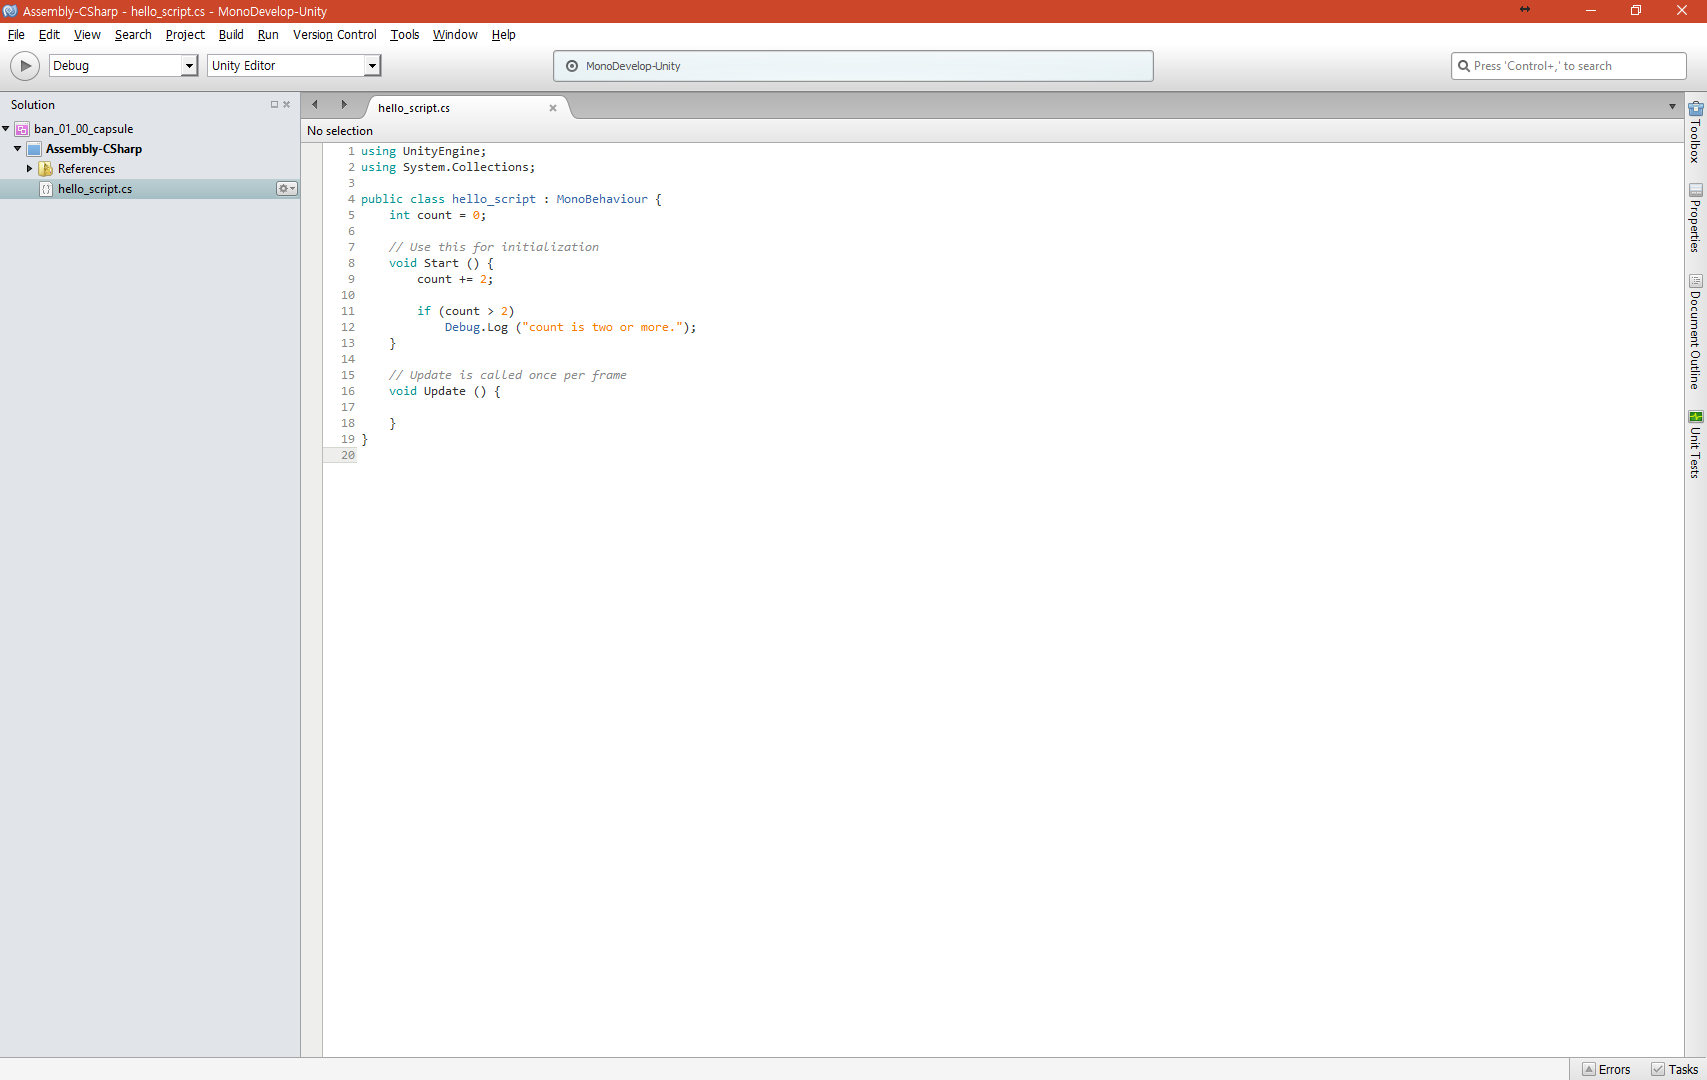 Assembly-CSharp - hello_script.cs - MonoDevelop-Unity
File Edit View Search Project Build Run Version Control Tools Window Help
Debug Unity Editor MonoDevelop-Unity Press 'Control+,' to search
Solution
ban_01_00_capsule
Assembly-CSharp
References
hello_script.cs
hello_script.cs
No selection
1 using UnityEngine;
2 using System.Collections;
3
4 public class hello_script : MonoBehaviour {
5     int count = 0;
6
7     // Use this for initialization
8     void Start () {
9         count += 2;
10
11         if (count > 2)
12             Debug.Log ("count is two or more.");
13     }
14
15     // Update is called once per frame
16     void Update () {
17
18     }
19 }
20
Toolbox
Properties
Document Outline
Unit Tests
Errors Tasks